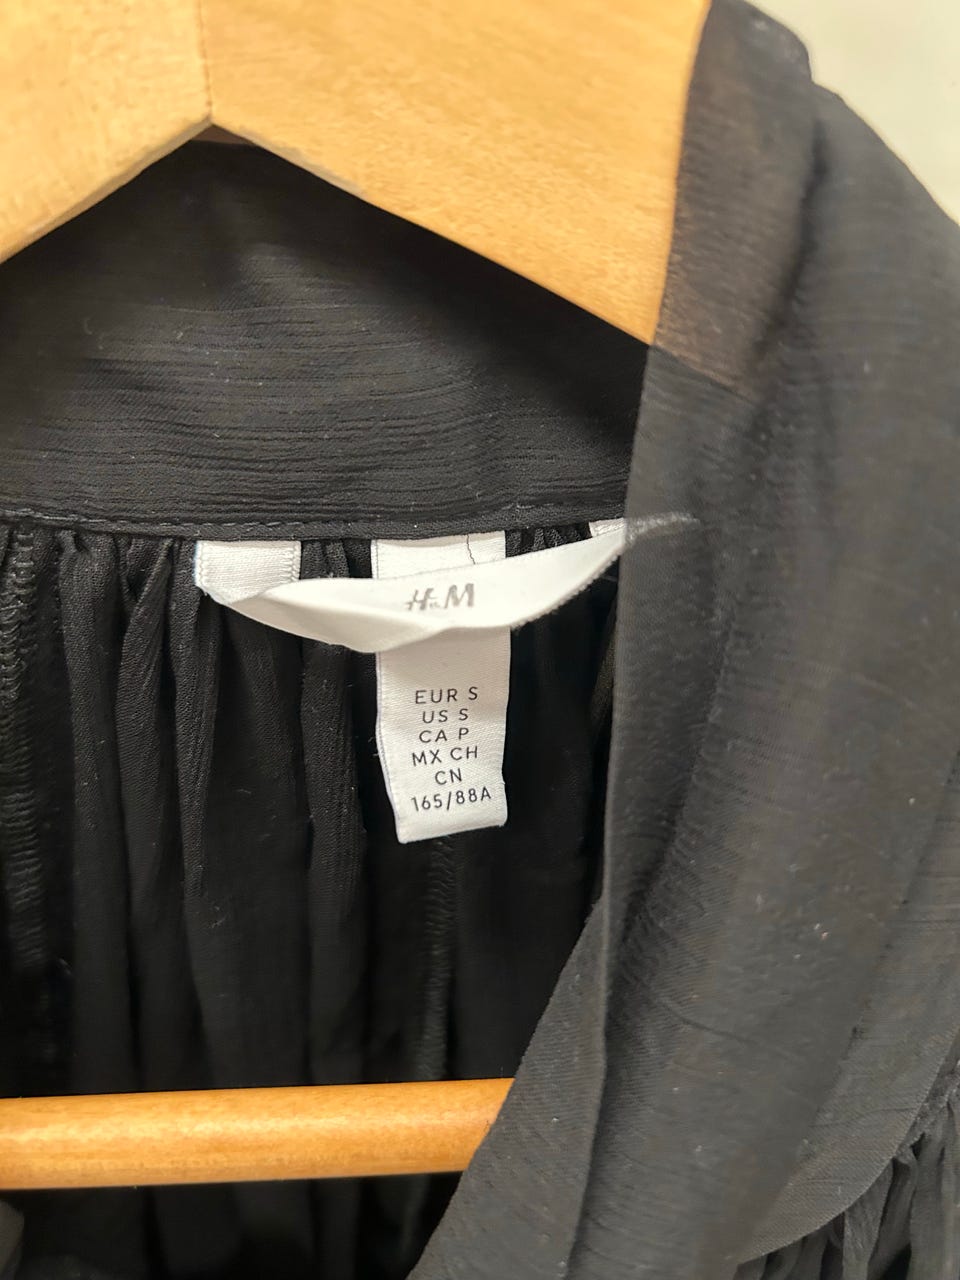 H&M
EUR S
US S
CA P
MX CH
CN
165/88A